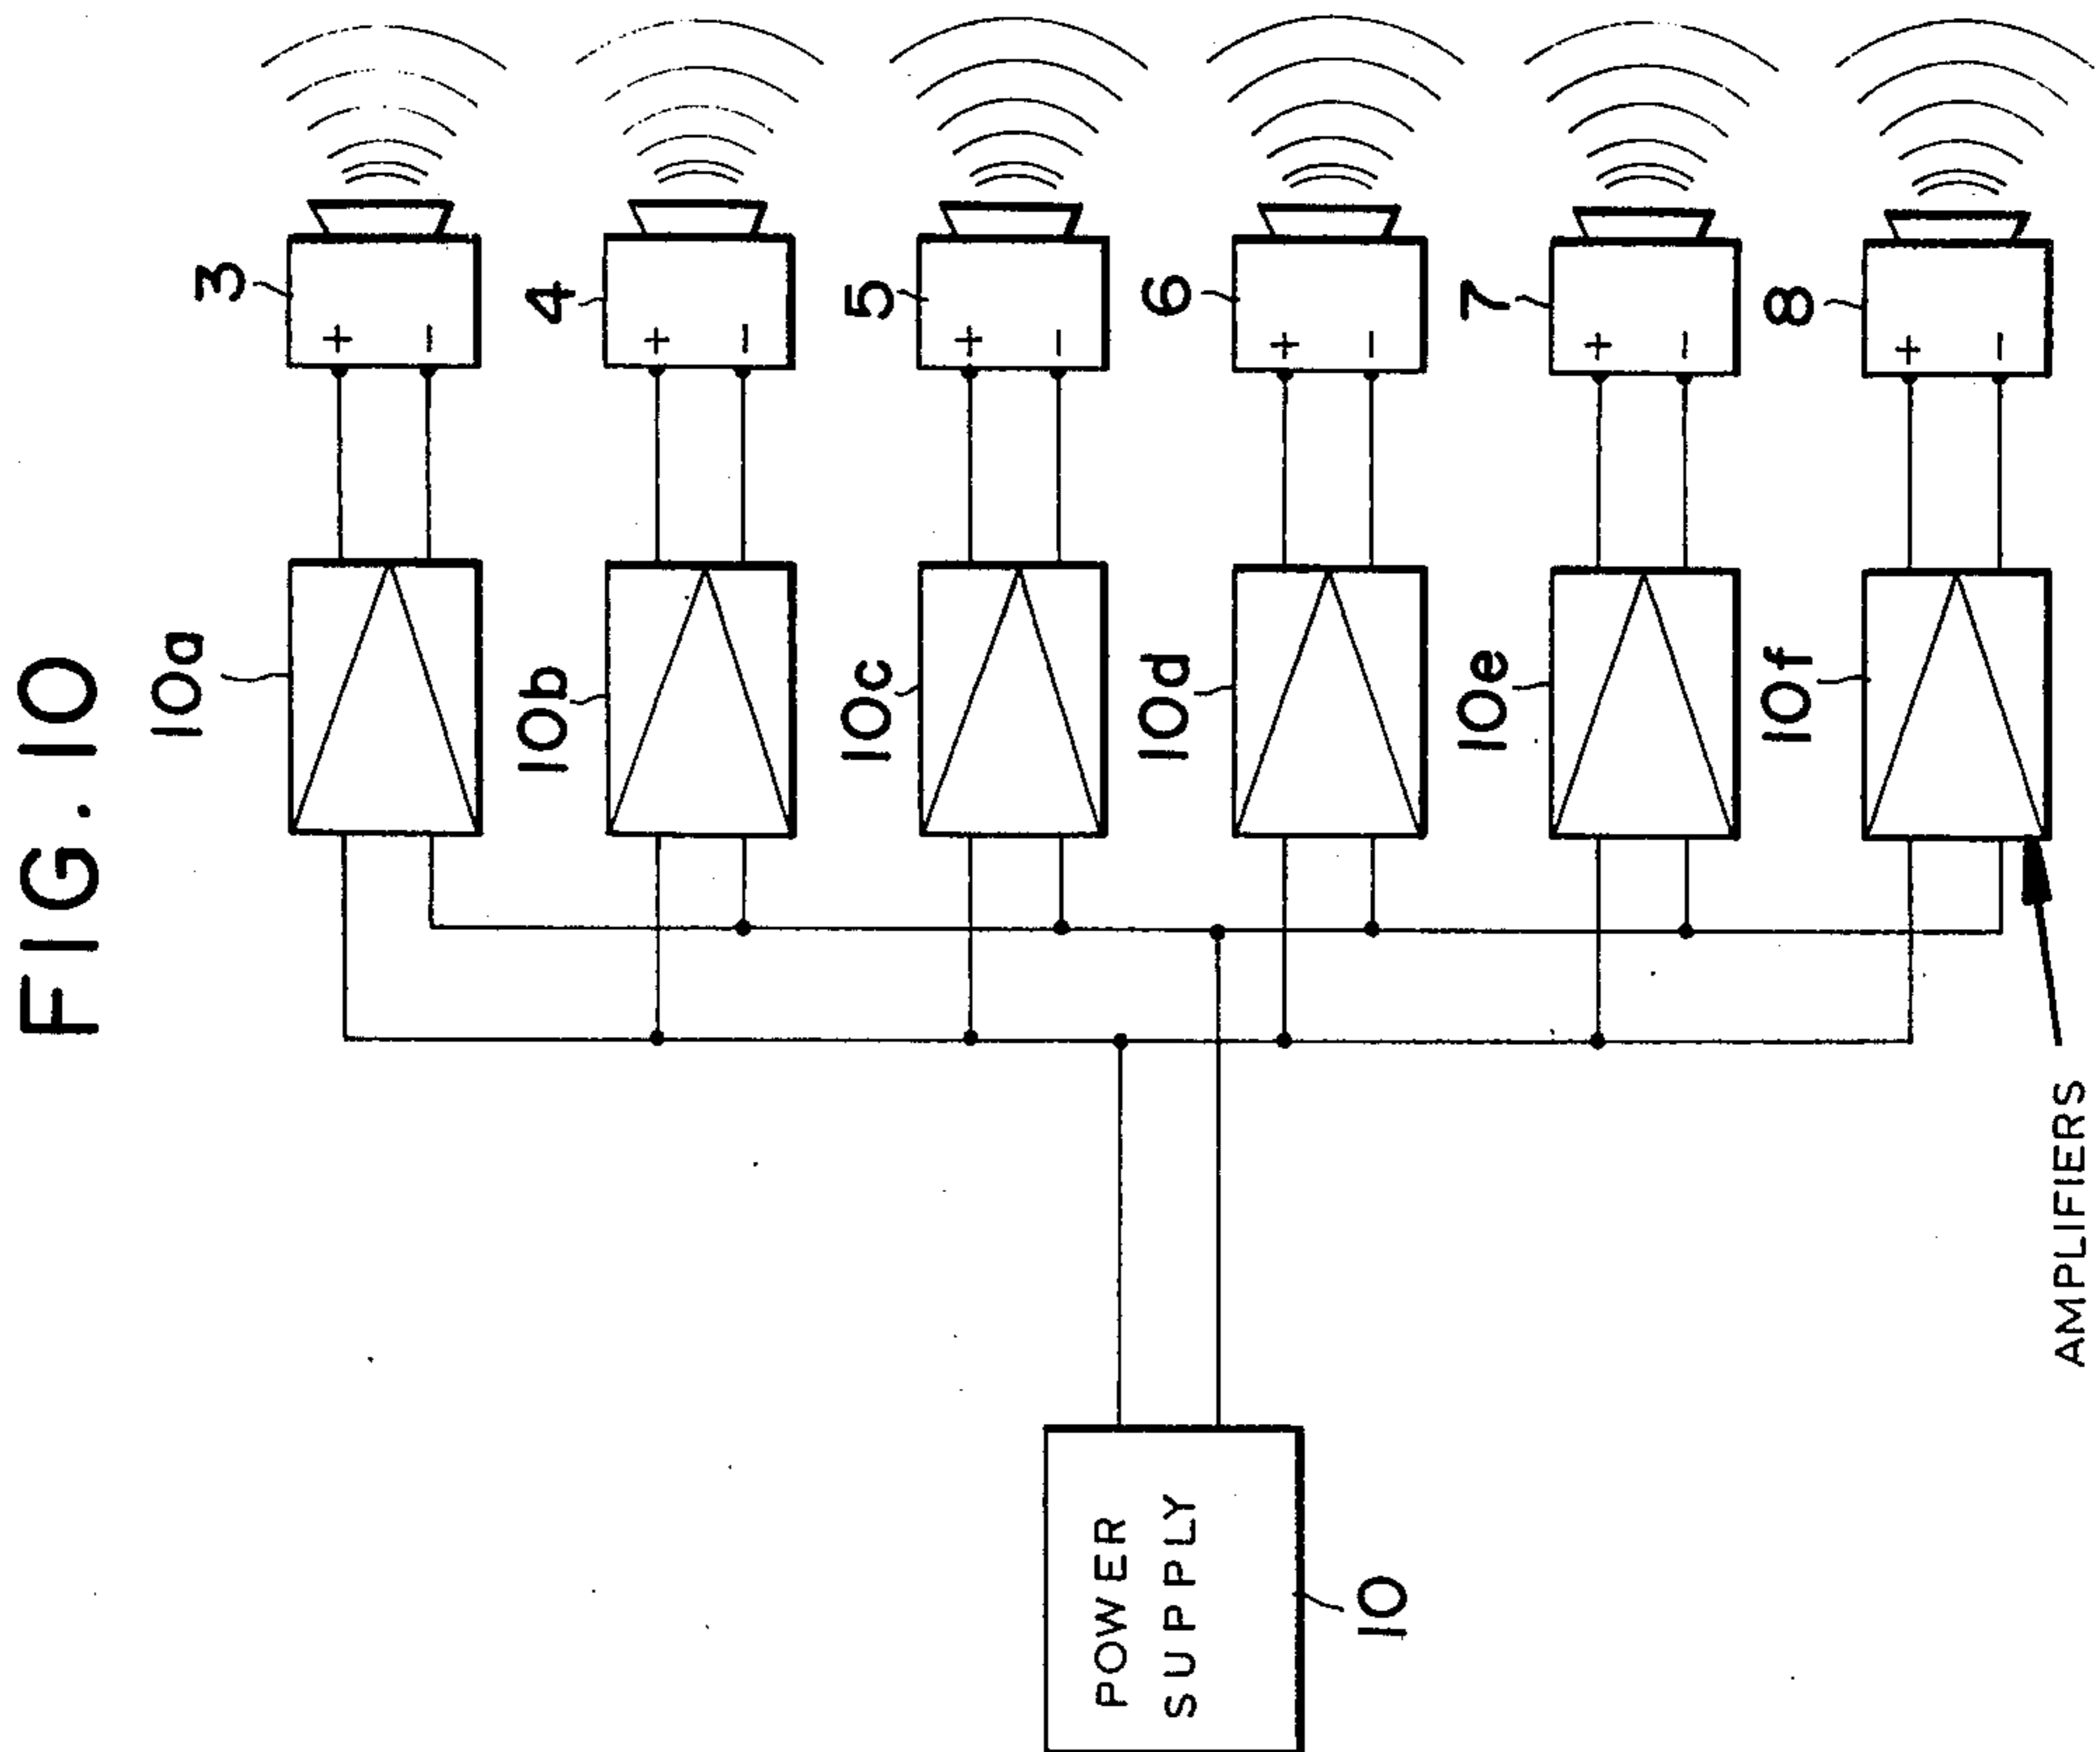 FIG. 10
10a
10b
10c
10d
10e
10f
3
4
5
6
7
8
+
−
+
−
+
−
+
−
+
−
+
−
POWER
SUPPLY
10
AMPLIFIERS